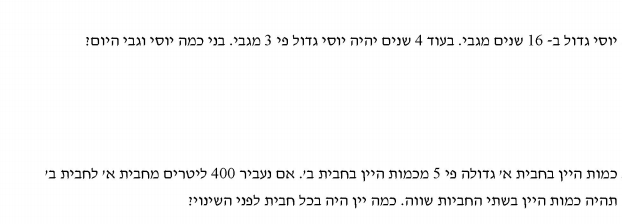 יוסי גדול ב- 16 שנים מגבי. בעוד 4 שנים יהיה יוסי גדול פי 3 מגבי. בני כמה יוסי וגבי היום?
כמות היין בחבית א׳ גדולה פי 5 מכמות היין בחבית ב׳. אם נעביר 400 ליטרים מחבית א׳ לחבית ב׳
תהיה כמות היין בשתי החביות שווה. כמה יין היה בכל חבית לפני השינוי?